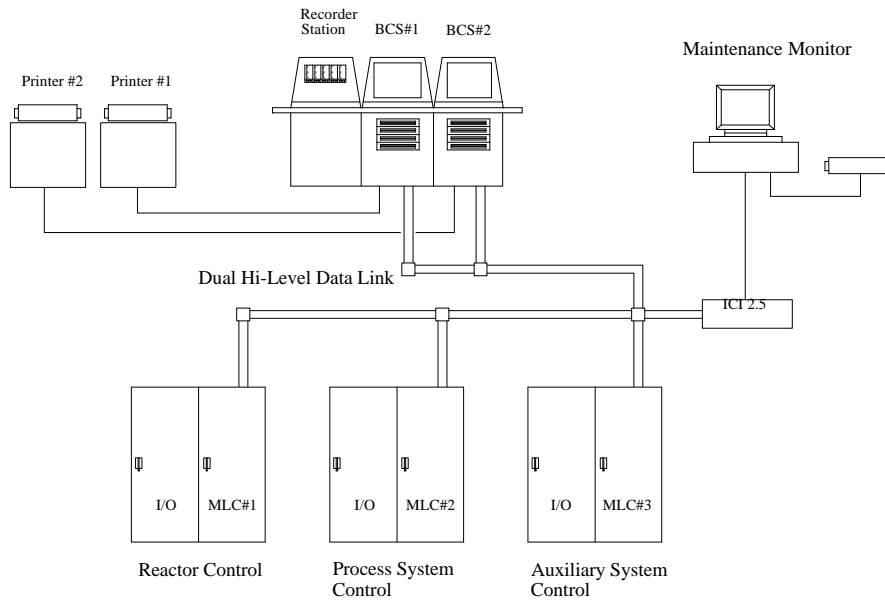 Recorder
Station
BCS#1
BCS#2
Maintenance Monitor
Printer #2
Printer #1
Dual Hi-Level Data Link
ICI 2.5
I/O
MLC#1
I/O
MLC#2
I/O
MLC#3
Reactor Control
Process System
Control
Auxiliary System
Control